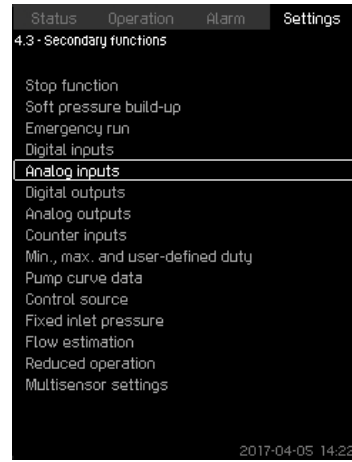 Status Operation Alarm Settings
4.3 - Secondary functions
Stop function
Soft pressure build-up
Emergency run
Digital inputs
Analog inputs
Digital outputs
Analog outputs
Counter inputs
Min., max. and user-defined duty
Pump curve data
Control source
Fixed inlet pressure
Flow estimation
Reduced operation
Multisensor settings
2017-04-05 14:22